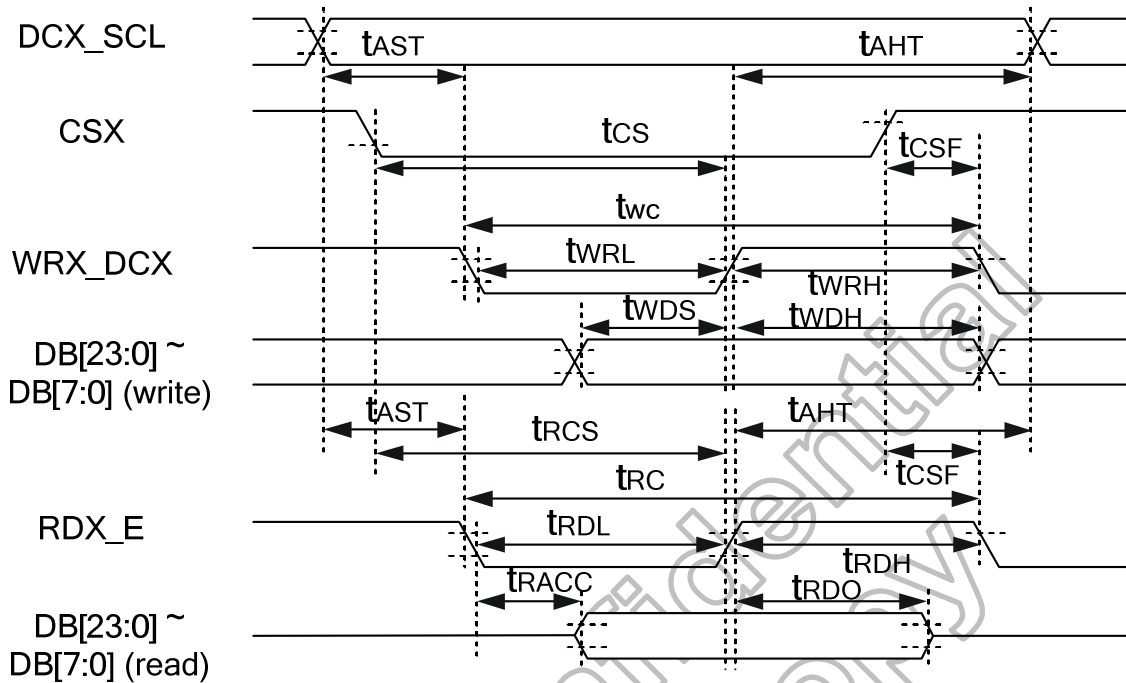 DCX_SCL
tAST
tAHT
CSX
tCS
tCSF
twc
WRX_DCX
tWRL
tWRH
tWDS
tWDH
DB[23:0] ~
DB[7:0] (write)
tAST
tRCS
tAHT
tCSF
tRC
RDX_E
tRDL
tRDH
tRACC
tRDO
DB[23:0] ~
DB[7:0] (read)